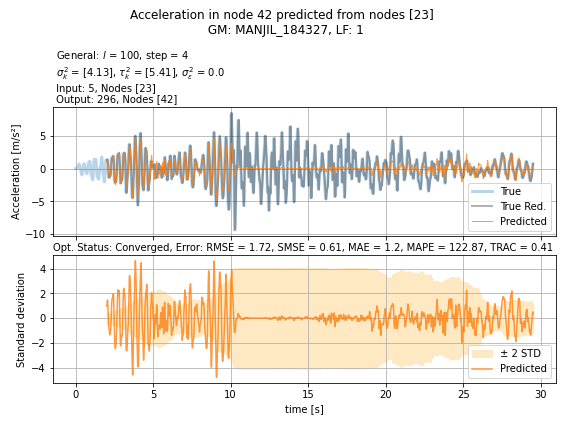 Acceleration in node 42 predicted from nodes [23]
GM: MANJIL_184327, LF: 1
General: l = 100, step = 4
σ²ₖ = [4.13], τ²ₖ = [5.41], σ²ε = 0.0
Input: 5, Nodes [23]
Output: 296, Nodes [42]
Acceleration [m/s²]
5
0
−5
−10
True
True Red.
Predicted
Opt. Status: Converged, Error: RMSE = 1.72, SMSE = 0.61, MAE = 1.2, MAPE = 122.87, TRAC = 0.41
Standard deviation
4
2
0
−2
−4
± 2 STD
Predicted
0 5 10 15 20 25 30
time [s]